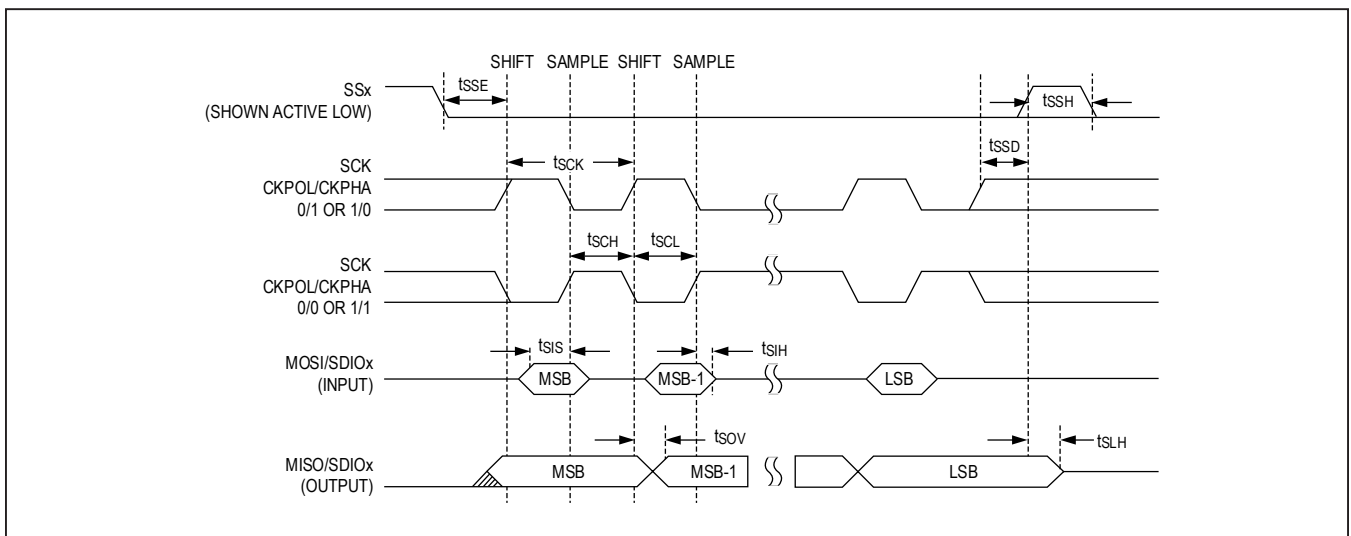 SHIFT SAMPLE SHIFT SAMPLE
SSx
(SHOWN ACTIVE LOW)
tSSE
tSSH
tSSD
SCK
CKPOL/CKPHA
0/1 OR 1/0
tSCK
tSCH
tSCL
SCK
CKPOL/CKPHA
0/0 OR 1/1
tSIS
tSIH
MOSI/SDIOx
(INPUT)
MSB
MSB-1
LSB
tSOV
tSLH
MISO/SDIOx
(OUTPUT)
MSB
MSB-1
LSB